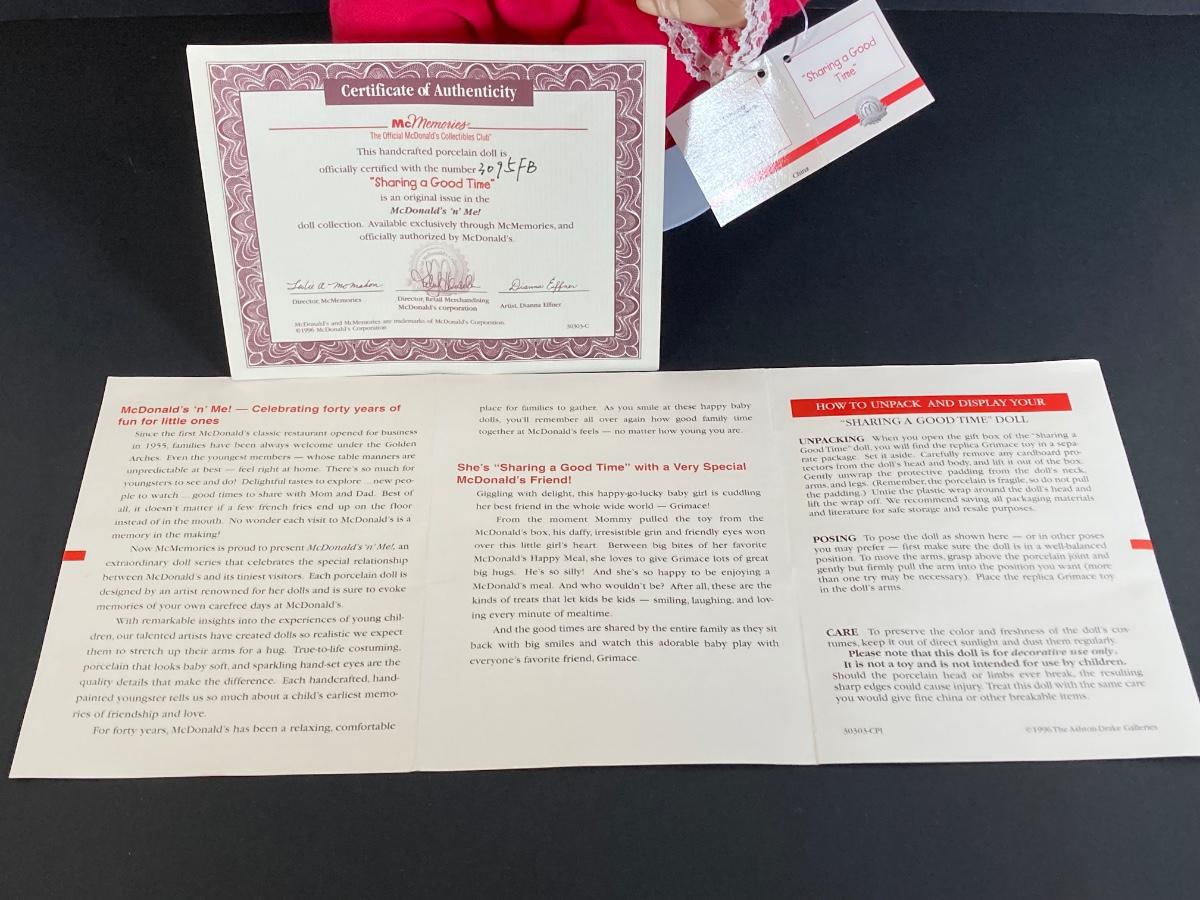 Certificate of Authenticity
McMemories
The Official McDonald's Collectibles Club
This handcrafted porcelain doll is
officially certified with the number 3095FB
"Sharing a Good Time"
is an original issue in the
McDonald's 'n' Me!
doll collection. Available exclusively through McMemories, and
officially authorized by McDonald's.
Leslie A McMahon
Dianna Effner
Director, McMemories
Director, Retail Merchandising
McDonald's corporation
Artist, Dianna Effner
McDonald's and McMemories are trademarks of McDonald's Corporation.
©1996 McDonald's Corporation
30303-C
"Sharing a Good
Time"
China
McDonald's 'n' Me! — Celebrating forty years of
fun for little ones
Since the first McDonald's classic restaurant opened for business
in 1955, families have been always welcome under the Golden
Arches. Even the youngest members — whose table manners are
unpredictable at best — feel right at home. There's so much for
youngsters to see and do! Delightful tastes to explore ... new peo-
ple to watch ... good times to share with Mom and Dad. Best of
all, it doesn't matter if a few french fries end up on the floor
instead of in the mouth. No wonder each visit to McDonald's is a
memory in the making!
Now McMemories is proud to present McDonald's 'n' Me!, an
extraordinary doll series that celebrates the special relationship
between McDonald's and its tiniest visitors. Each porcelain doll is
designed by an artist renowned for her dolls and is sure to evoke
memories of your own carefree days at McDonald's.
With remarkable insights into the experiences of young chil-
dren, our talented artists have created dolls so realistic we expect
them to stretch up their arms for a hug. True-to-life costuming,
porcelain that looks baby soft, and sparkling hand-set eyes are the
quality details that make the difference. Each handcrafted, hand-
painted youngster tells us so much about a child's earliest memo-
ries of friendship and love.
For forty years, McDonald's has been a relaxing, comfortable
place for families to gather. As you smile at these happy baby
dolls, you'll remember all over again how good family time
together at McDonald's feels — no matter how young you are.
She's "Sharing a Good Time" with a Very Special
McDonald's Friend!
Giggling with delight, this happy-go-lucky baby girl is cuddling
her best friend in the whole wide world — Grimace!
From the moment Mommy pulled the toy from the
McDonald's box, his daffy, irresistible grin and friendly eyes won
over this little girl's heart. Between big bites of her favorite
McDonald's Happy Meal, she loves to give Grimace lots of great
big hugs. He's so silly! And she's so happy to be enjoying a
McDonald's meal. And who wouldn't be? After all, these are the
kinds of treats that let kids be kids — smiling, laughing, and lov-
ing every minute of mealtime.
And the good times are shared by the entire family as they sit
back with big smiles and watch this adorable baby play with
everyone's favorite friend, Grimace.
HOW TO UNPACK AND DISPLAY YOUR
"SHARING A GOOD TIME" DOLL
UNPACKING When you open the gift box of the "Sharing a
Good Time" doll, you will find the replica Grimace toy in a sepa-
rate package. Set it aside. Carefully remove any cardboard pro-
tectors from the doll's head and body, and lift it out of the box.
Gently unwrap the protective padding from the doll's neck,
arms, and legs. (Remember, the porcelain is fragile, so do not pull
the padding.) Untie the plastic wrap around the doll's head and
lift the wrap off. We recommend saving all packaging materials
and literature for safe storage and resale purposes.
POSING To pose the doll as shown here — or in other poses
you may prefer — first make sure the doll is in a well-balanced
position. To move the arms, grasp above the porcelain joint and
gently but firmly pull the arm into the position you want (more
than one try may be necessary). Place the replica Grimace toy
in the doll's arms.
CARE To preserve the color and freshness of the doll's cos-
tumes, keep it out of direct sunlight and dust them regularly.
Please note that this doll is for decorative use only.
It is not a toy and is not intended for use by children.
Should the porcelain head or limbs ever break, the resulting
sharp edges could cause injury. Treat this doll with the same care
you would give fine china or other breakable items.
30303-CPI
©1996 The Ashton-Drake Galleries